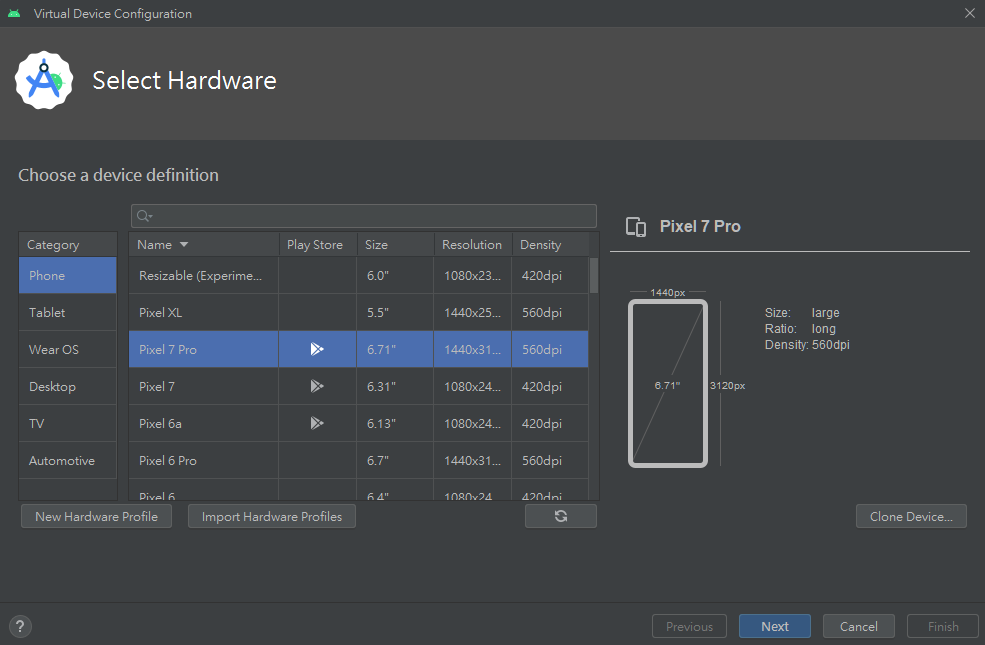 Virtual Device Configuration
Select Hardware
Choose a device definition
Category
Phone
Tablet
Wear OS
Desktop
TV
Automotive
Name Play Store Size Resolution Density
Resizable (Experime... 6.0" 1080x23... 420dpi
Pixel XL 5.5" 1440x25... 560dpi
Pixel 7 Pro 6.71" 1440x31... 560dpi
Pixel 7 6.31" 1080x24... 420dpi
Pixel 6a 6.13" 1080x24... 420dpi
Pixel 6 Pro 6.7" 1440x31... 560dpi
Pixel 6 6.4" 1080x24 420dpi
New Hardware Profile
Import Hardware Profiles
Pixel 7 Pro
1440px
6.71"
3120px
Size: large
Ratio: long
Density: 560dpi
Clone Device...
?
Previous
Next
Cancel
Finish